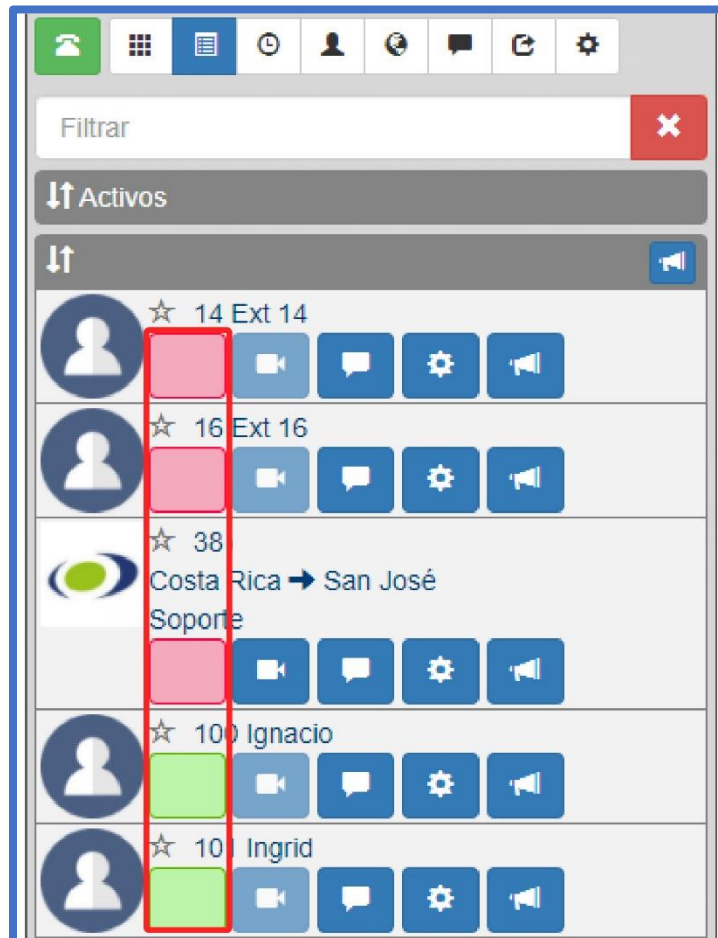 Filtrar
Activos
14 Ext 14
16 Ext 16
38
Costa Rica ➔ San José
Soporte
100 Ignacio
101 Ingrid